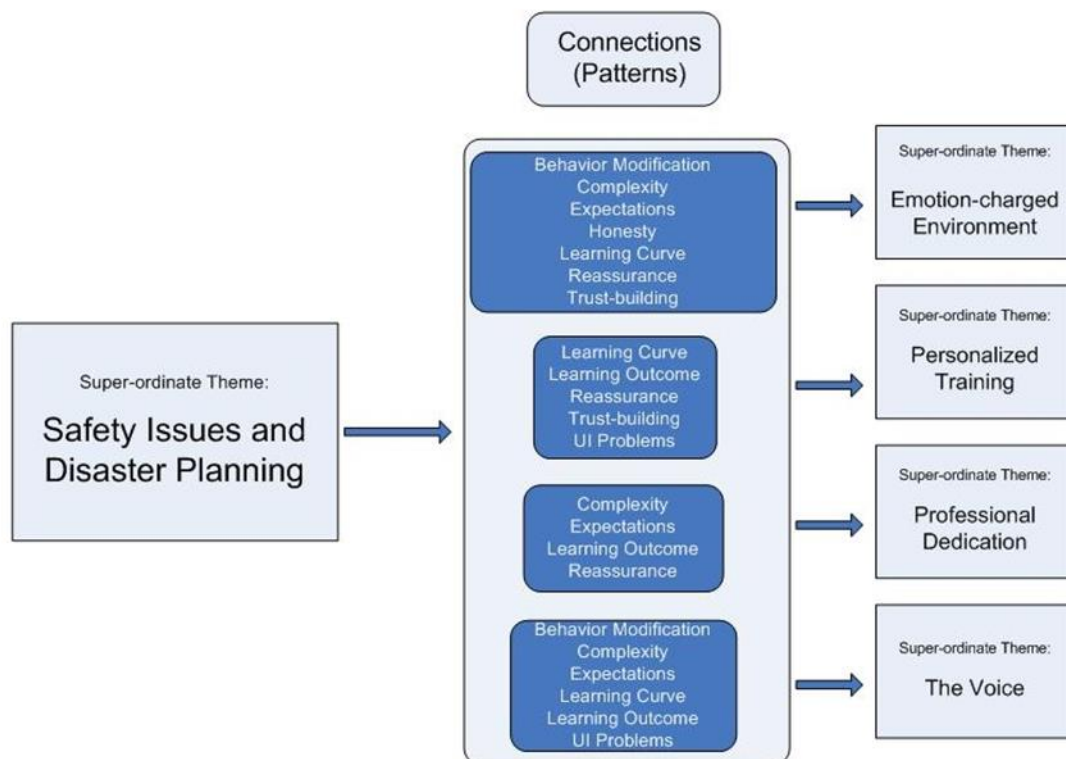 Connections
(Patterns)
Super-ordinate Theme:
Safety Issues and
Disaster Planning
Behavior Modification
Complexity
Expectations
Honesty
Learning Curve
Reassurance
Trust-building
Super-ordinate Theme:
Emotion-charged
Environment
Learning Curve
Learning Outcome
Reassurance
Trust-building
UI Problems
Super-ordinate Theme:
Personalized
Training
Complexity
Expectations
Learning Outcome
Reassurance
Super-ordinate Theme:
Professional
Dedication
Behavior Modification
Complexity
Expectations
Learning Curve
Learning Outcome
UI Problems
Super-ordinate Theme:
The Voice